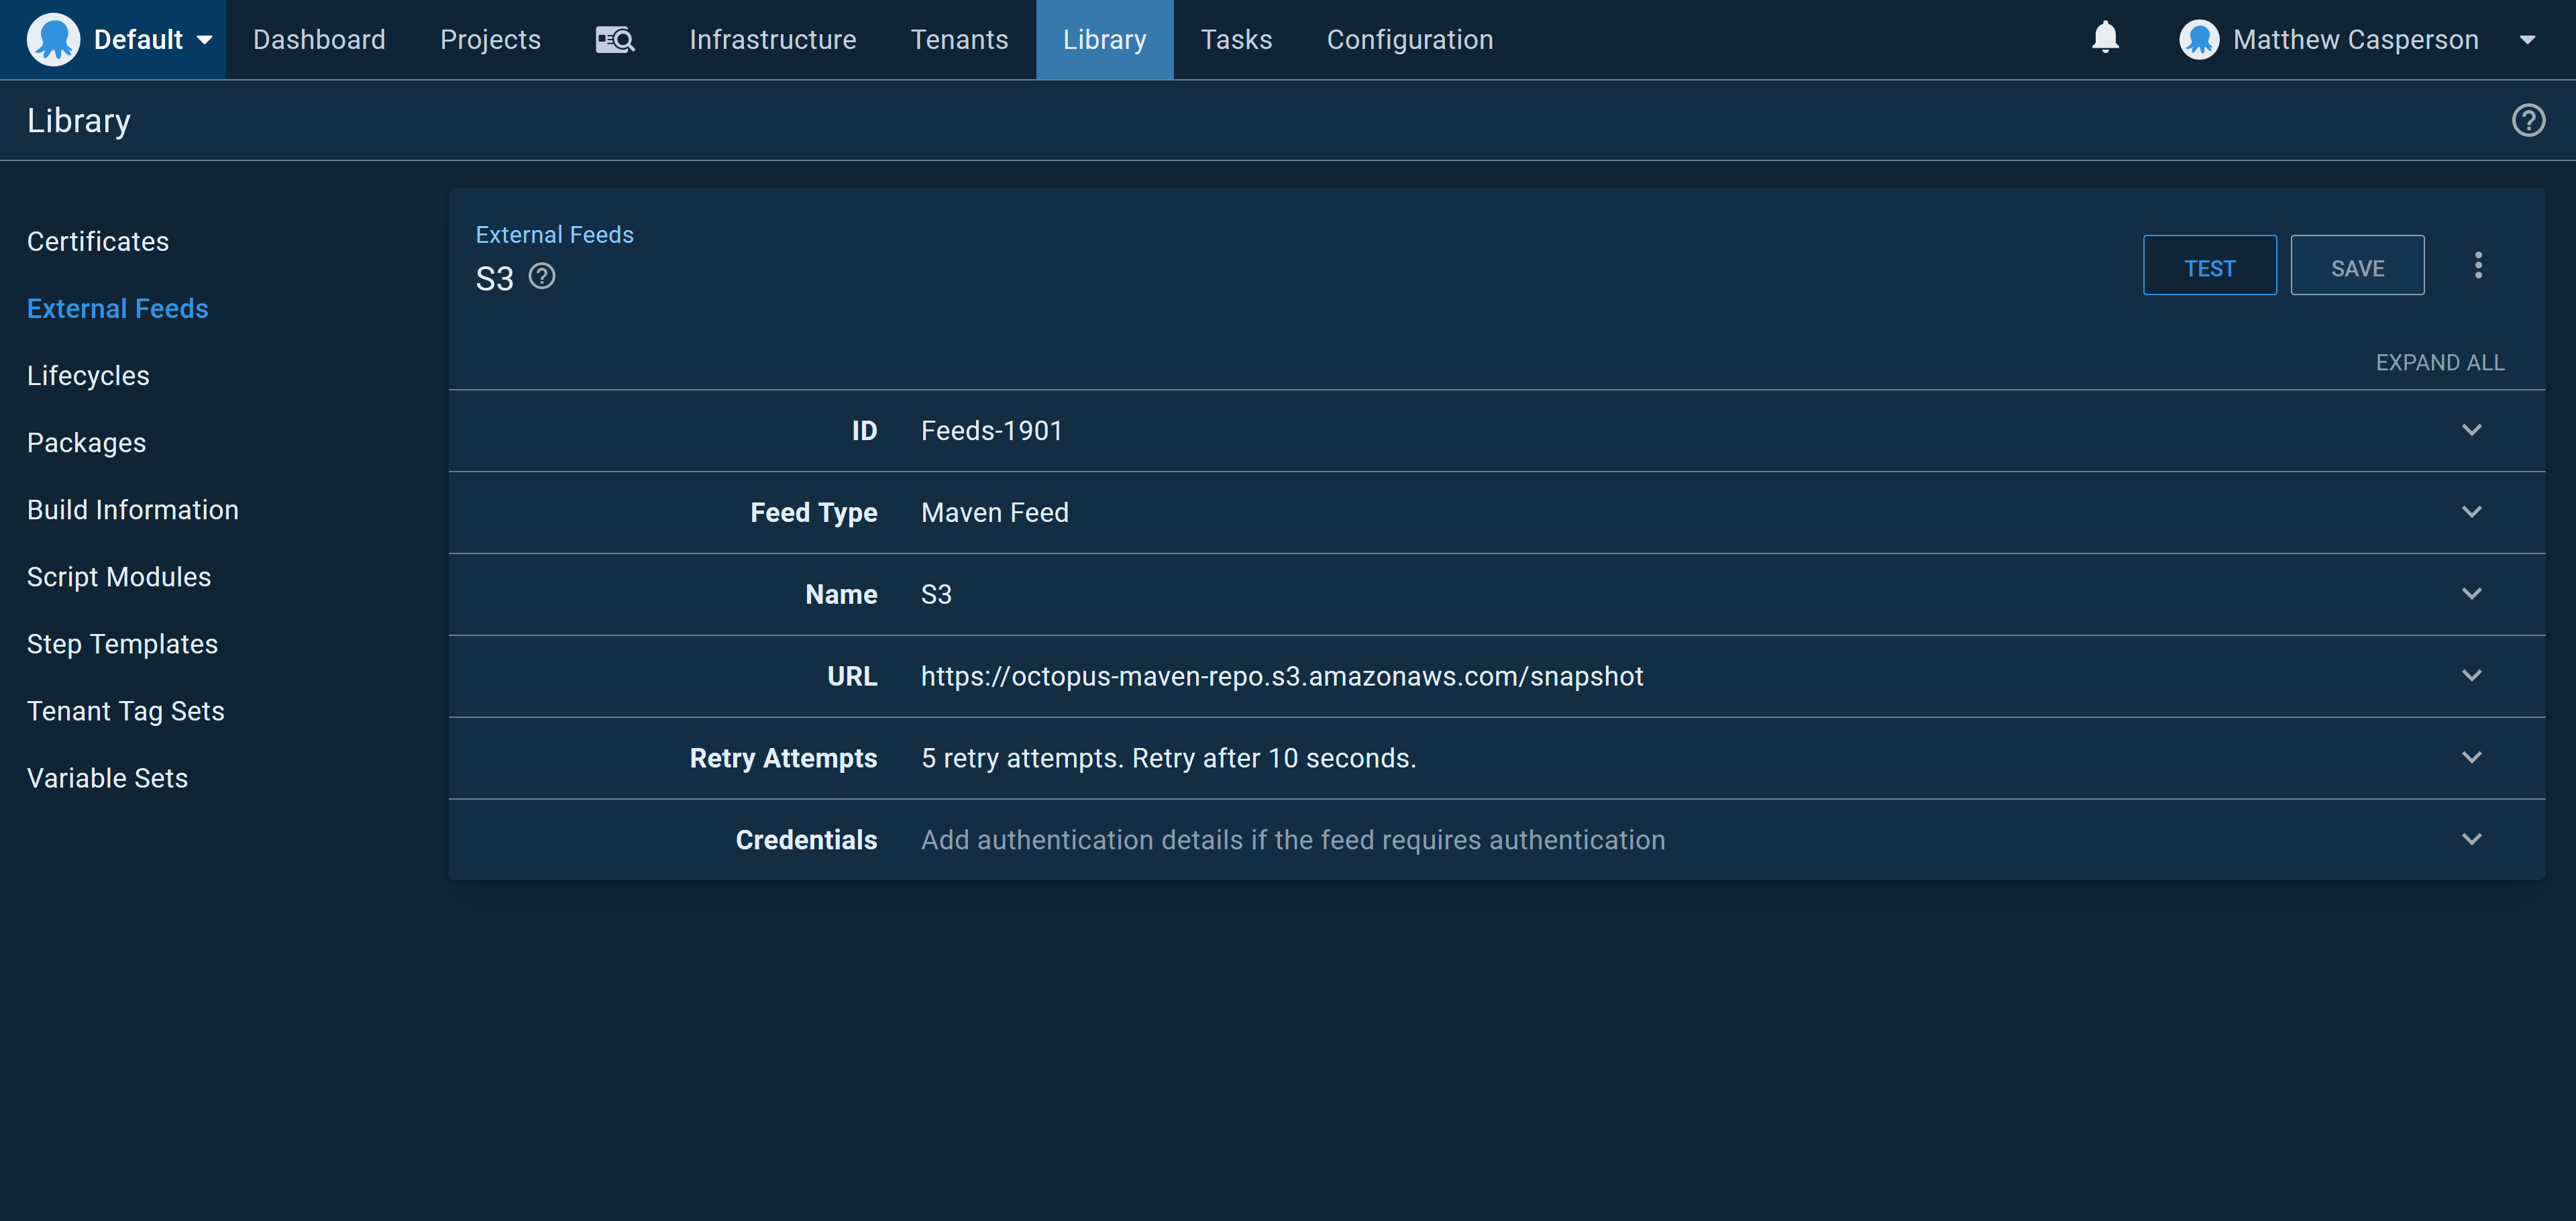 Default Dashboard Projects Infrastructure Tenants Library Tasks Configuration Matthew Casperson
Library
Certificates
External Feeds
Lifecycles
Packages
Build Information
Script Modules
Step Templates
Tenant Tag Sets
Variable Sets
External Feeds
S3
TEST SAVE
EXPAND ALL
ID Feeds-1901
Feed Type Maven Feed
Name S3
URL https://octopus-maven-repo.s3.amazonaws.com/snapshot
Retry Attempts 5 retry attempts. Retry after 10 seconds.
Credentials Add authentication details if the feed requires authentication